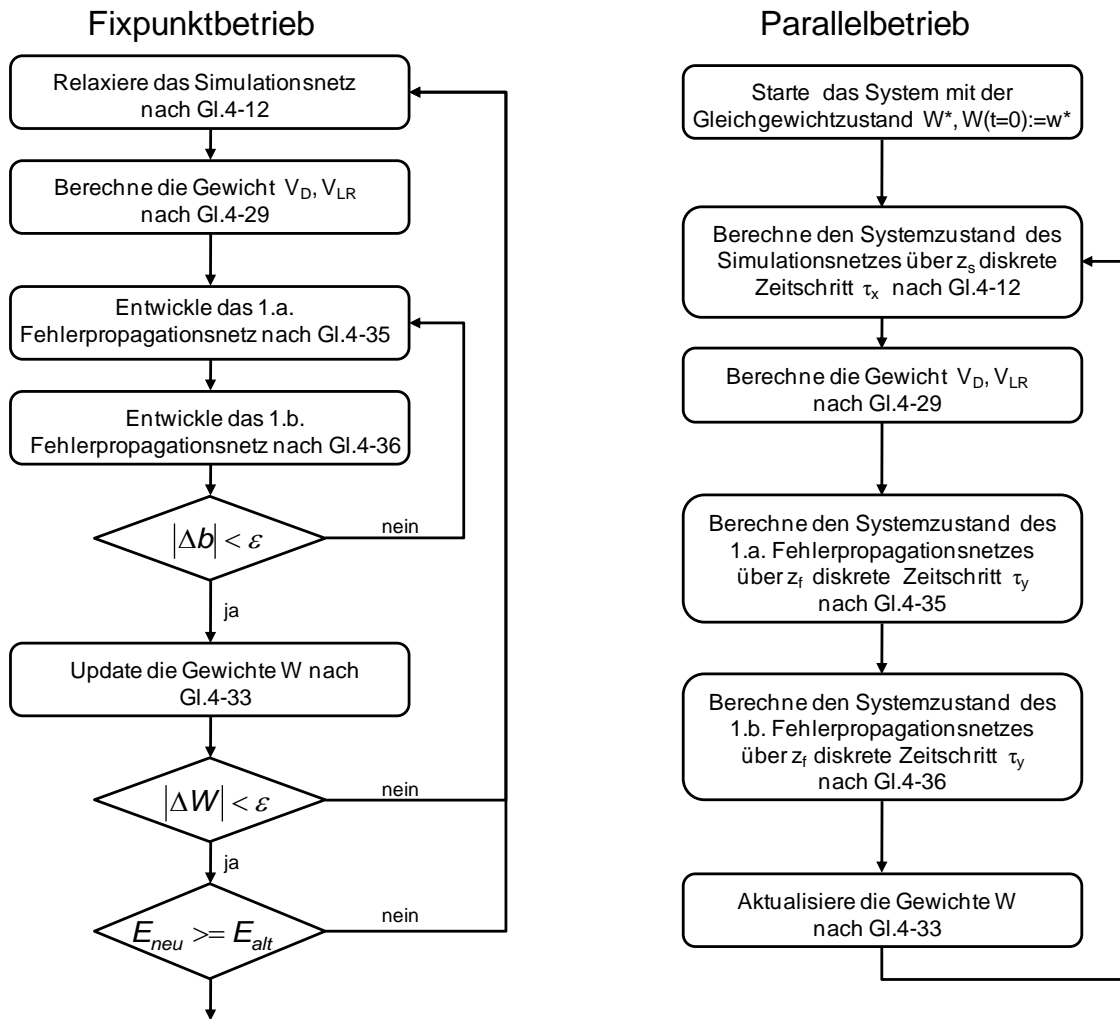 Fixpunktbetrieb
Relaxiere das Simulationsnetz
nach Gl.4-12
Berechne die Gewicht V_D, V_LR
nach Gl.4-29
Entwickle das 1.a.
Fehlerpropagationsnetz nach Gl.4-35
Entwickle das 1.b.
Fehlerpropagationsnetz nach Gl.4-36
|Δb| < ε
nein
ja
Update die Gewichte W nach
Gl.4-33
|ΔW| < ε
nein
ja
E_neu >= E_alt
nein
Parallelbetrieb
Starte das System mit der
Gleichgewichtzustand W*, W(t=0):=w*
Berechne den Systemzustand des
Simulationsnetzes über z_s diskrete
Zeitschritt τ_x nach Gl.4-12
Berechne die Gewicht V_D, V_LR
nach Gl.4-29
Berechne den Systemzustand des
1.a. Fehlerpropagationsnetzes
über z_f diskrete Zeitschritt τ_y
nach Gl.4-35
Berechne den Systemzustand des
1.b. Fehlerpropagationsnetzes
über z_f diskrete Zeitschritt τ_y
nach Gl.4-36
Aktualisiere die Gewichte W
nach Gl.4-33